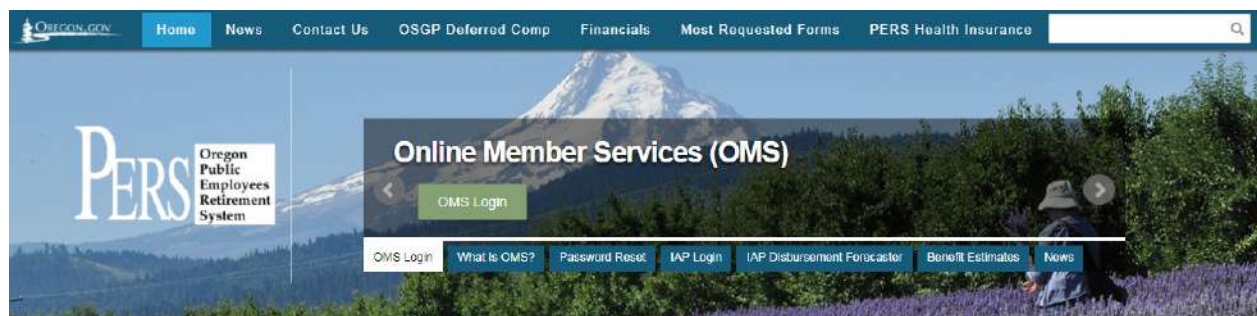 OREGON.GOV Home News Contact Us OSGP Deferred Comp Financials Most Requested Forms PERS Health Insurance
PERS
Oregon
Public
Employees
Retirement
System
Online Member Services (OMS)
OMS Login
OMS Login What Is OMS? Password Reset IAP Login IAP Disbursement Forecaster Benefit Estimates News